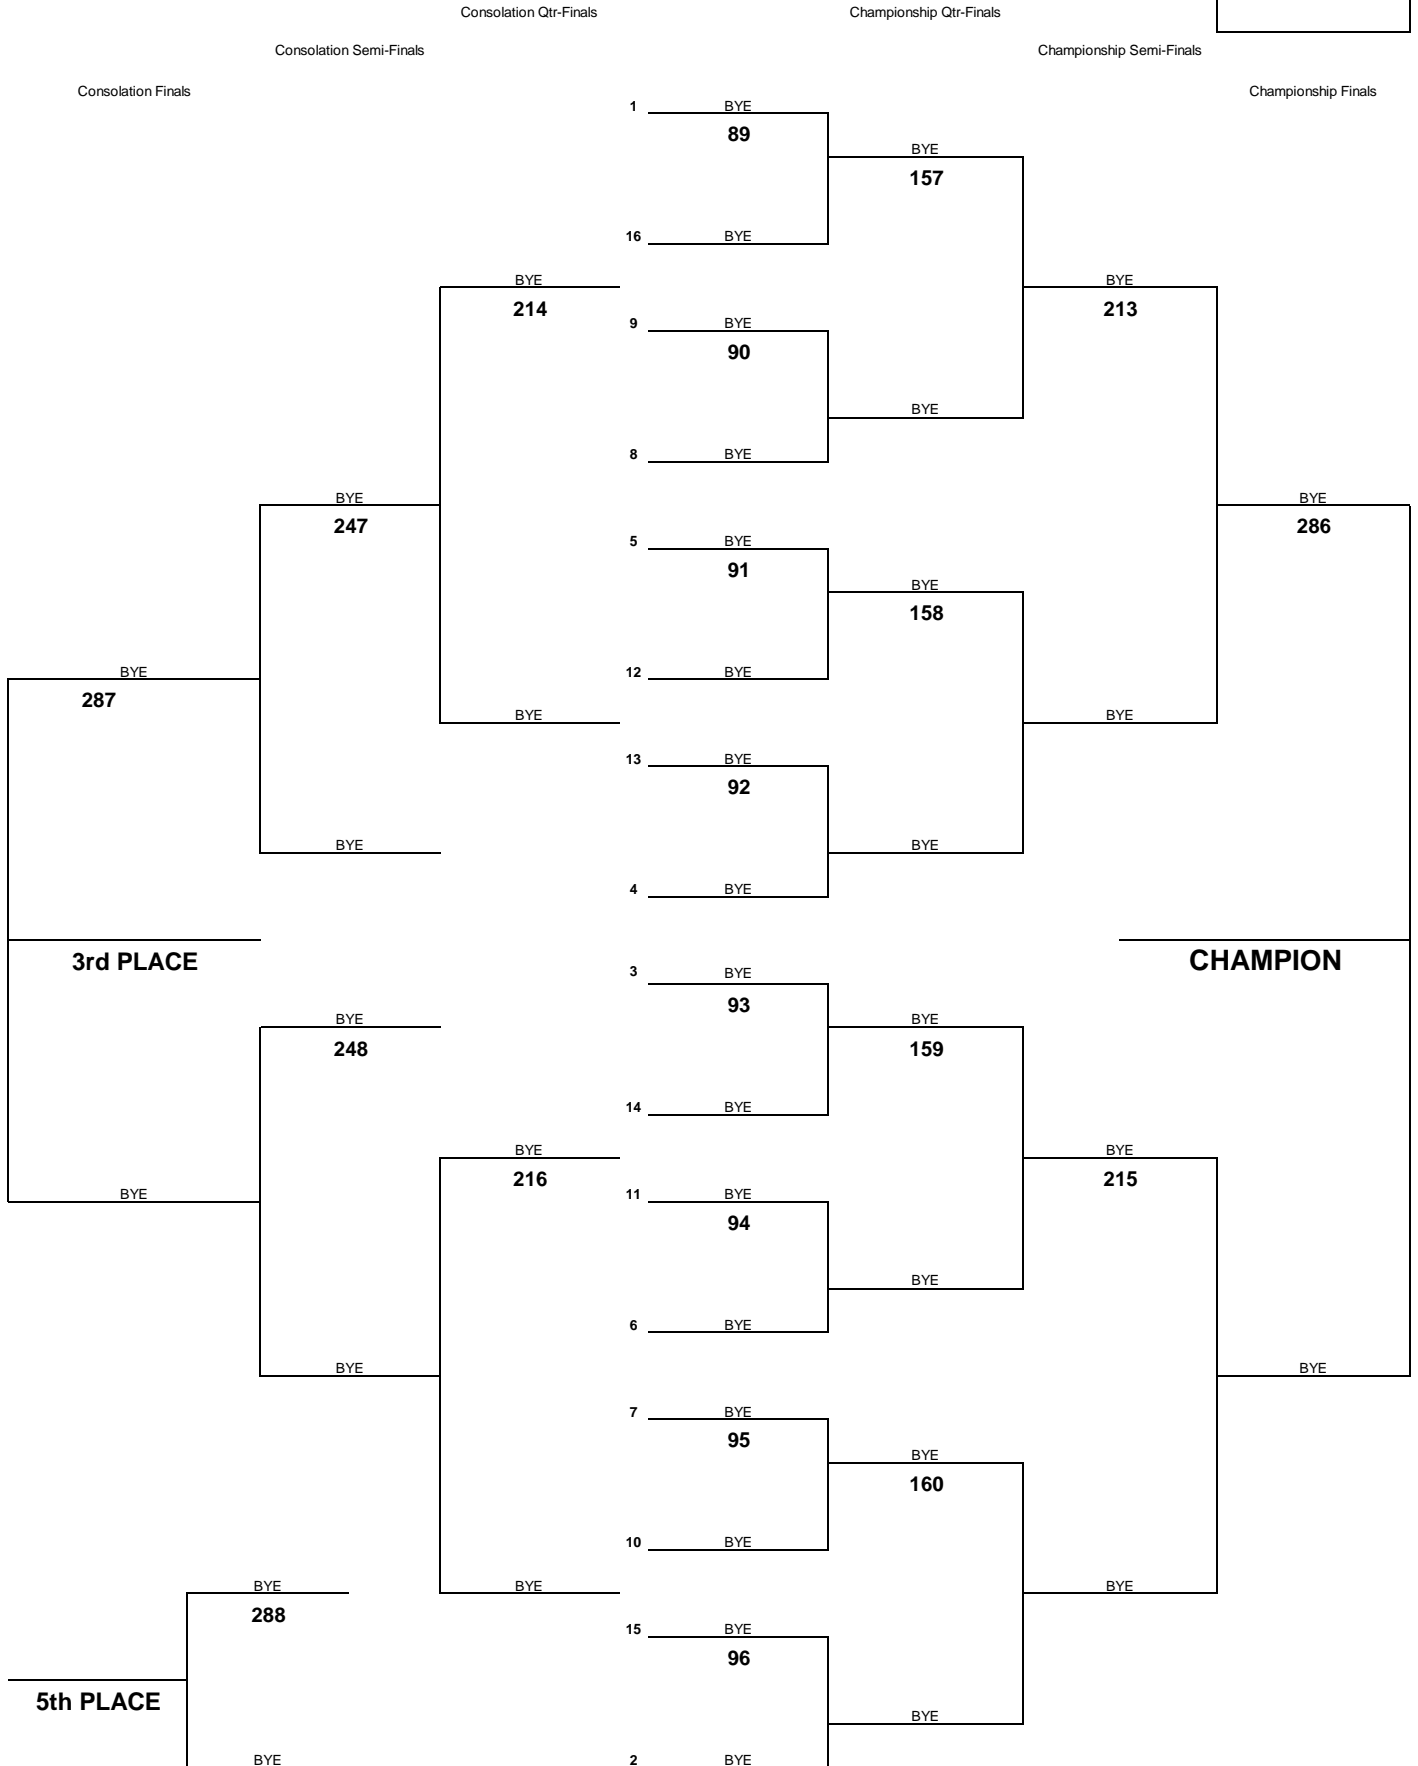 Consolation Qtr-Finals Championship Qtr-Finals
Consolation Semi-Finals Championship Semi-Finals
Consolation Finals Championship Finals
1 BYE
89
BYE
157
16 BYE
BYE BYE
214 213
9 BYE
90
BYE
8 BYE
BYE BYE
247 286
5 BYE
91
BYE
158
12 BYE
BYE
287
BYE BYE
13 BYE
92
BYE BYE
4 BYE
3rd PLACE CHAMPION
3 BYE
93
BYE BYE
248 159
14 BYE
BYE BYE
216 215
BYE 11 BYE
94
BYE
6 BYE
BYE BYE
7 BYE
95
BYE
160
10 BYE
BYE BYE BYE
288
15 BYE
96
5th PLACE
BYE
BYE 2 BYE